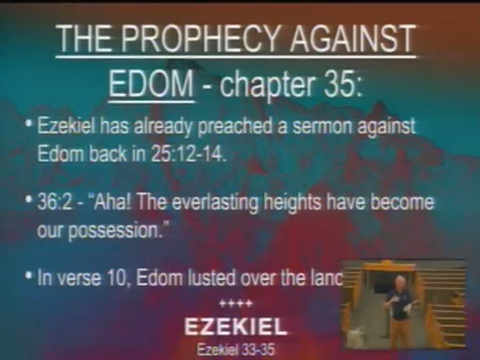 THE PROPHECY AGAINST
EDOM - chapter 35:
• Ezekiel has already preached a sermon against
Edom back in 25:12-14.
• 36:2 - “Aha! The everlasting heights have become
our possession.”
• In verse 10, Edom lusted over the land
++++
EZEKIEL
Ezekiel 33-35